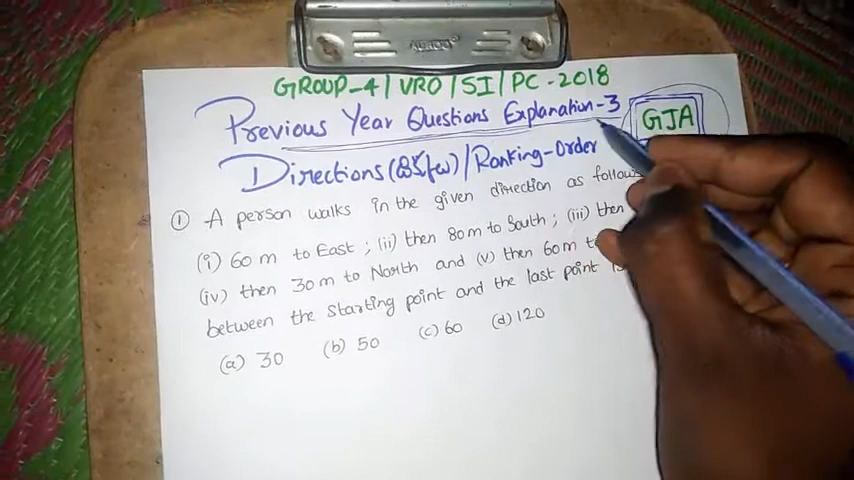 GROUP-4 / VRO / SI / PC - 2018
Previous Year Questions Explanation-3
GJA
Directions / Ranking-Order
① A person walks in the given direction as
(i) 60 m to East ; (ii) then 80 m to South ; (iii) then
(iv) then 30 m to North and (v) then 60 m
between the starting point and the last point
(a) 30 (b) 50 (c) 60 (d) 120